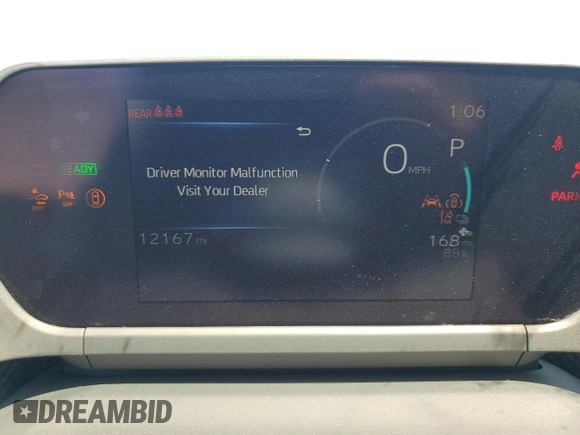 REAR
1:06
READY
Driver Monitor Malfunction
Visit Your Dealer
0 MPH
P
OFF
OFF
PAR
12167 mi
168 mi
DREAMBID